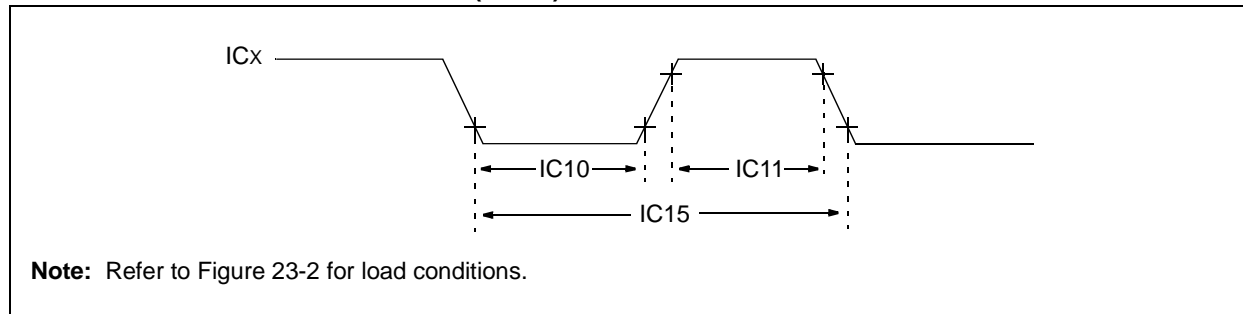 ICx
IC10
IC11
IC15
Note: Refer to Figure 23-2 for load conditions.